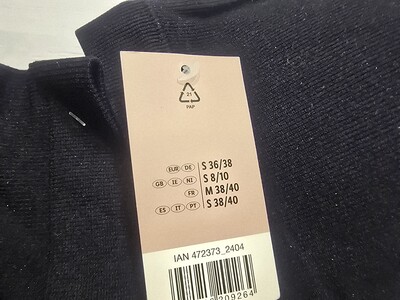 21
PAP
EUR DE S 36/38
GB IE NI S 8/10
FR M 38/40
ES IT PT S 38/40
IAN 472373_2404
209264